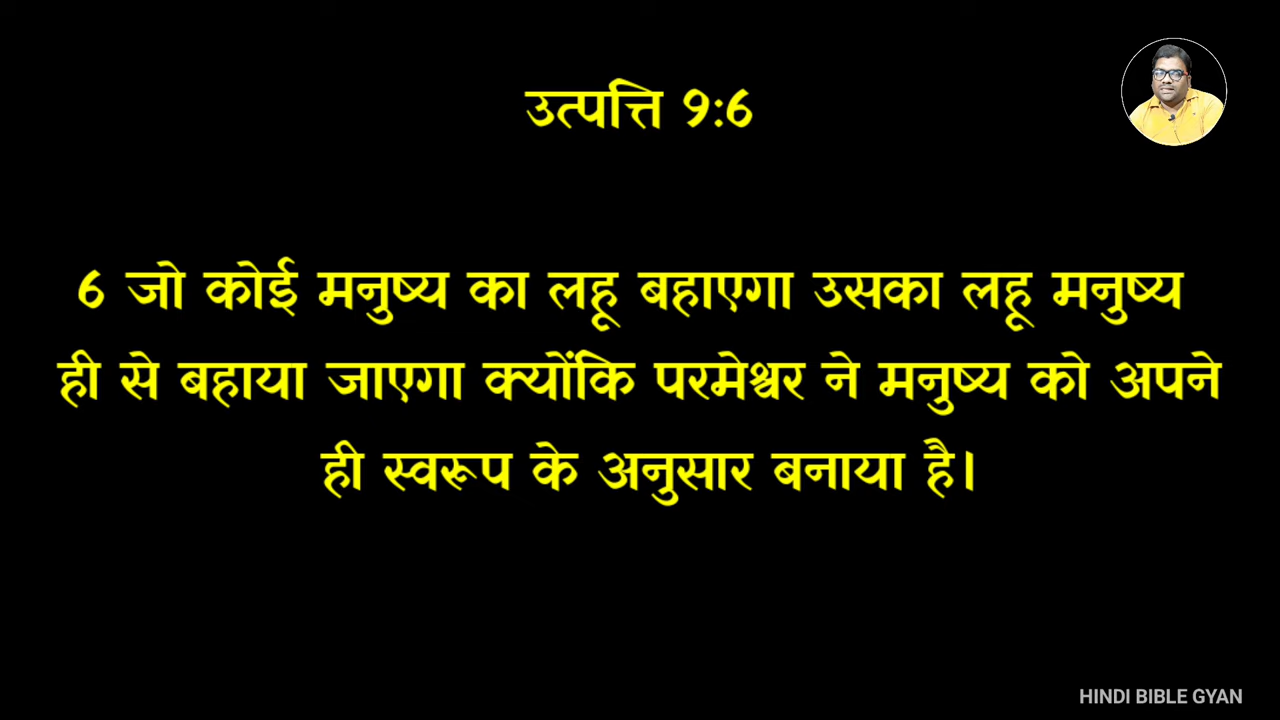 उत्पत्ति 9:6
6 जो कोई मनुष्य का लहू बहाएगा उसका लहू मनुष्य
ही से बहाया जाएगा क्योंकि परमेश्वर ने मनुष्य को अपने
ही स्वरूप के अनुसार बनाया है।
HINDI BIBLE GYAN